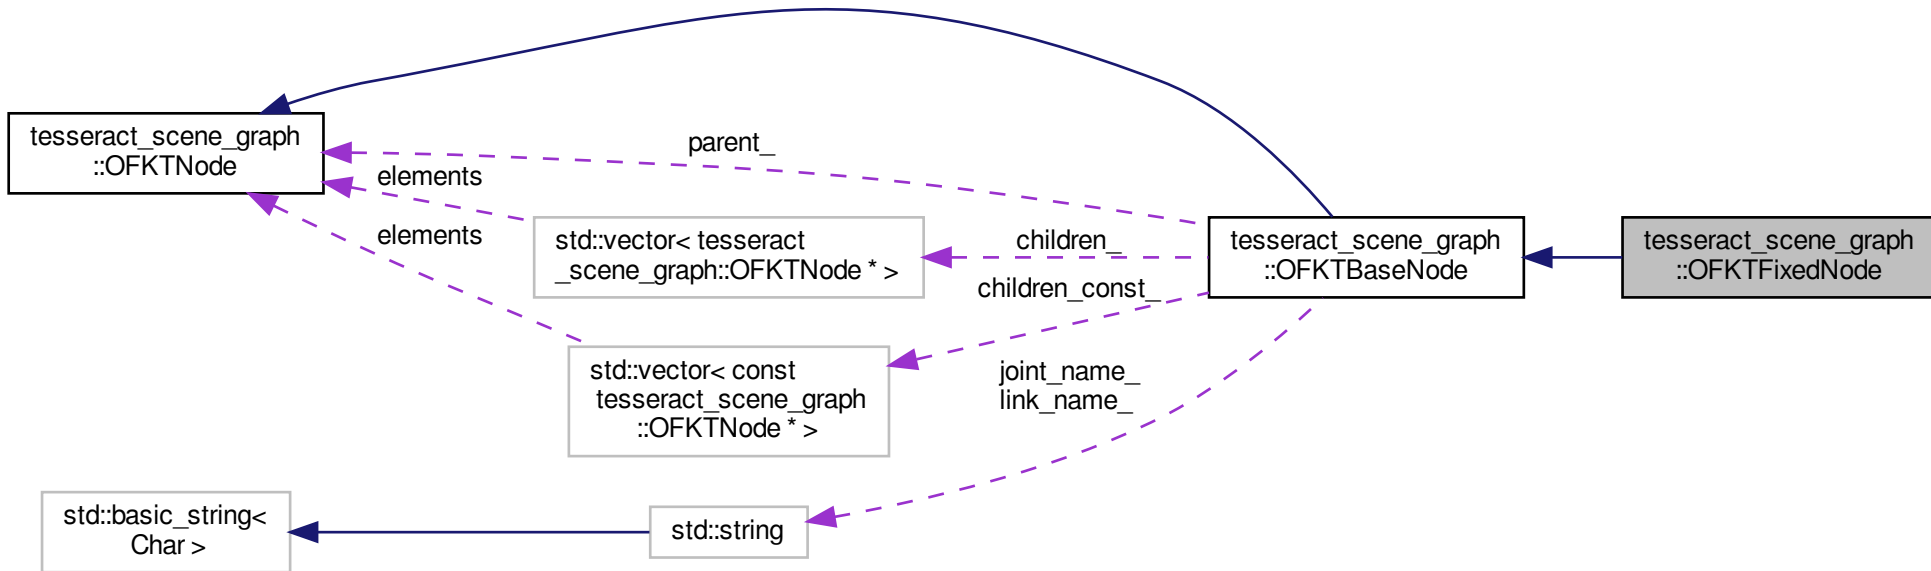 tesseract_scene_graph
::OFKTNode
parent_
elements
elements
std::vector< tesseract
_scene_graph::OFKTNode * >
children_
children_const_
tesseract_scene_graph
::OFKTBaseNode
tesseract_scene_graph
::OFKTFixedNode
std::vector< const
tesseract_scene_graph
::OFKTNode * >
joint_name_
link_name_
std::basic_string<
Char >
std::string